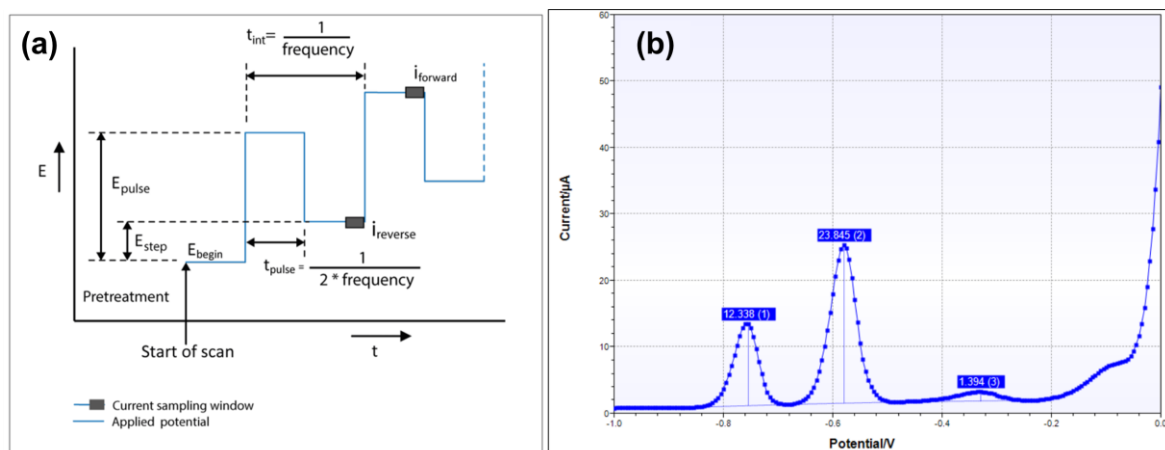 (a)
t_int= 1
frequency
i_forward
E
E_pulse
E_step
E_begin
i_reverse
t_pulse = 1
2 * frequency
Pretreatment
Start of scan
t
Current sampling window
Applied potential
(b)
60
50
40
30
20
10
0
Current/µA
12.338 (1)
23.845 (2)
1.394 (3)
-1.0 -0.8 -0.6 -0.4 -0.2 0.0
Potential/V